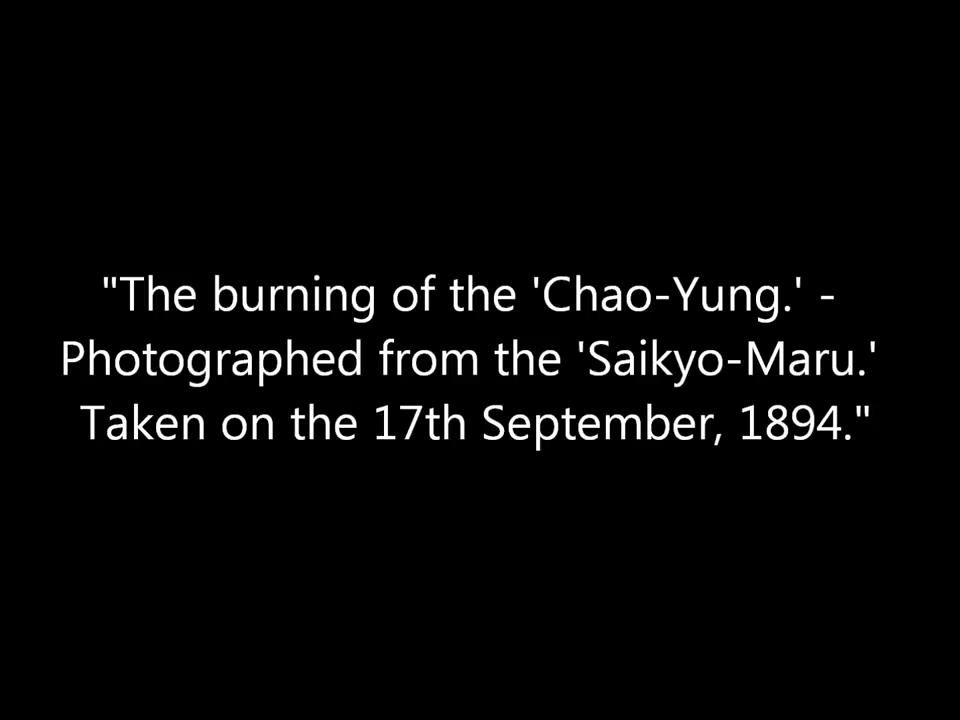 "The burning of the 'Chao-Yung.' -
Photographed from the 'Saikyo-Maru.'
Taken on the 17th September, 1894."